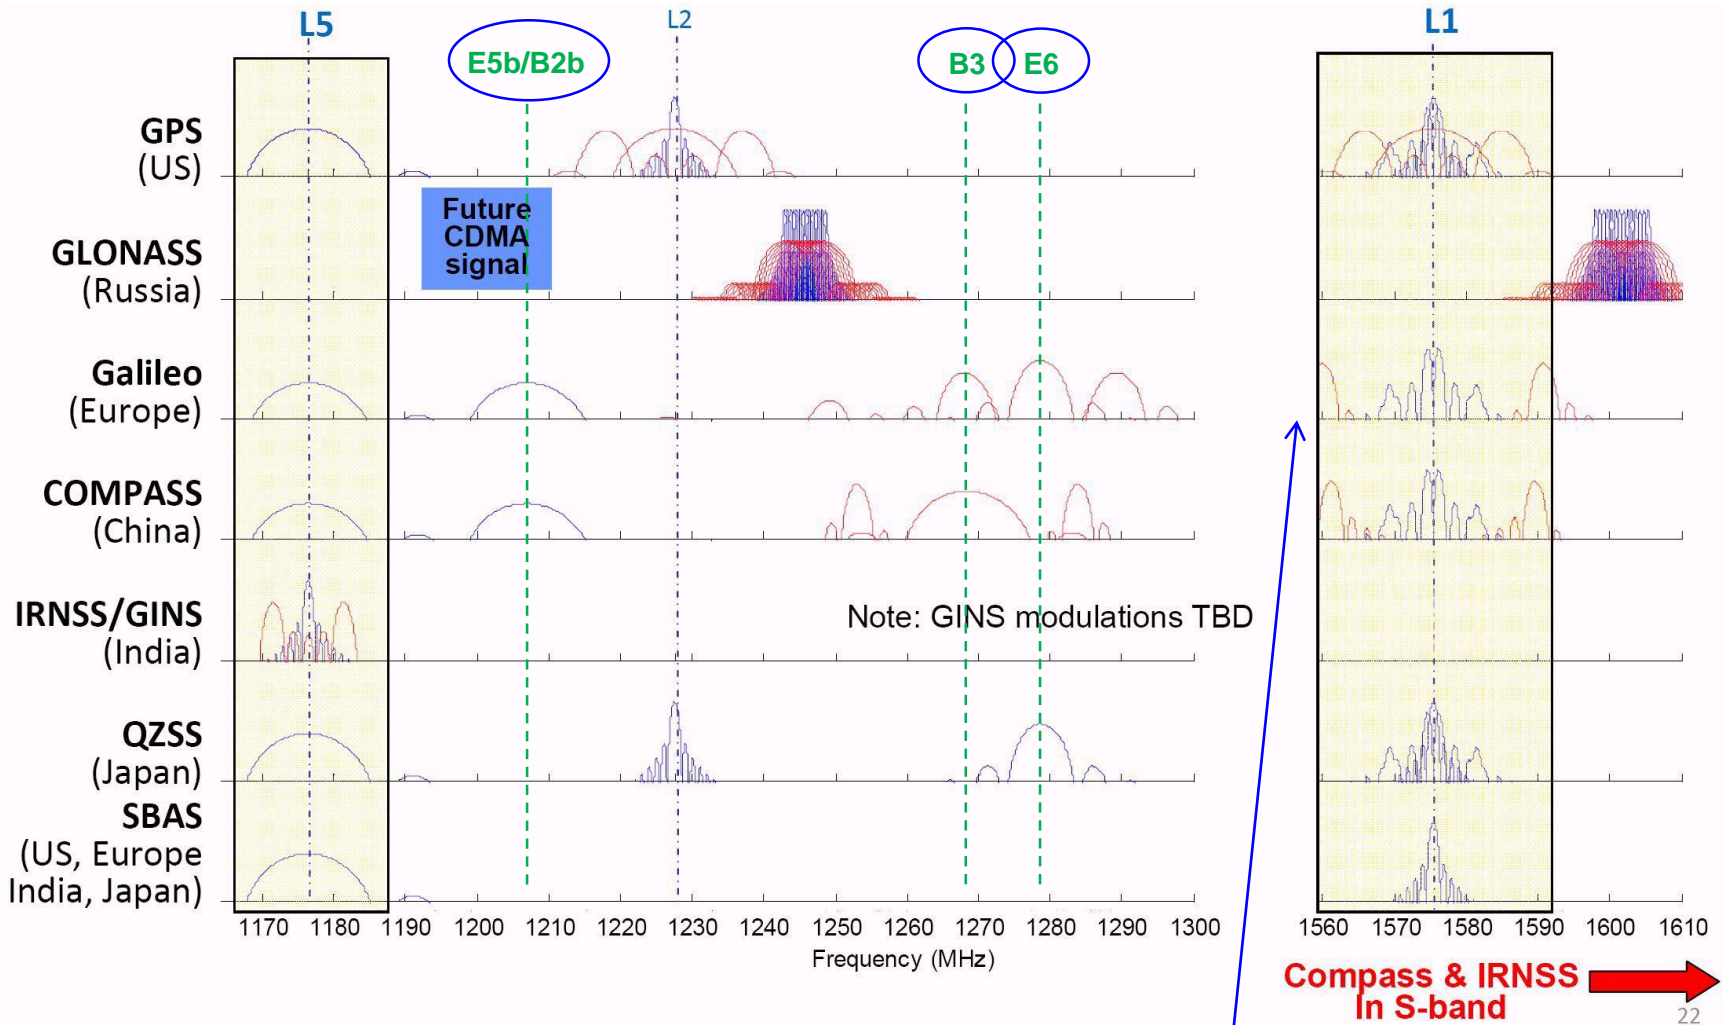 L5
L2
L1
E5b/B2b
B3
E6
GPS
(US)
Future
CDMA
signal
GLONASS
(Russia)
Galileo
(Europe)
COMPASS
(China)
IRNSS/GINS
(India)
Note: GINS modulations TBD
QZSS
(Japan)
SBAS
(US, Europe
India, Japan)
1170 1180 1190 1200 1210 1220 1230 1240 1250 1260 1270 1280 1290 1300
1560 1570 1580 1590 1600 1610
Frequency (MHz)
Compass & IRNSS
In S-band
22